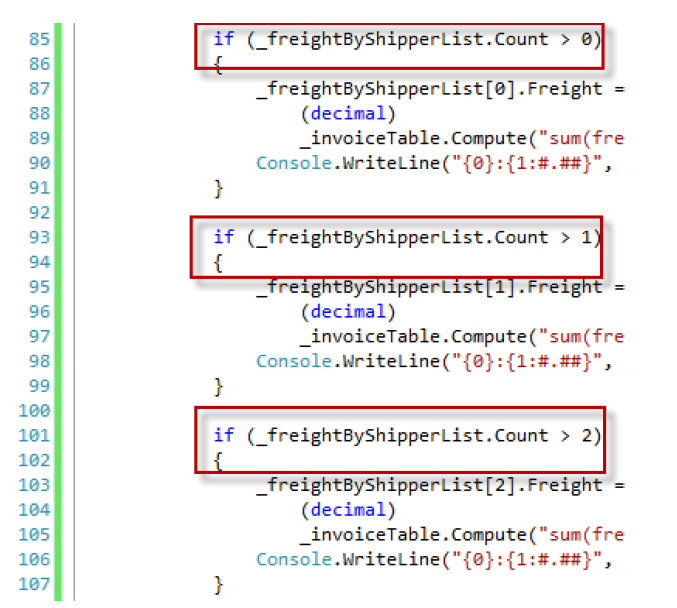 85 if (_freightByShipperList.Count > 0)
86 {
87 _freightByShipperList[0].Freight =
88 (decimal)
89 _invoiceTable.Compute("sum(fre
90 Console.WriteLine("{0}:{1:#.##}",
91 }
92
93 if (_freightByShipperList.Count > 1)
94 {
95 _freightByShipperList[1].Freight =
96 (decimal)
97 _invoiceTable.Compute("sum(fre
98 Console.WriteLine("{0}:{1:#.##}",
99 }
100
101 if (_freightByShipperList.Count > 2)
102 {
103 _freightByShipperList[2].Freight =
104 (decimal)
105 _invoiceTable.Compute("sum(fre
106 Console.WriteLine("{0}:{1:#.##}",
107 }